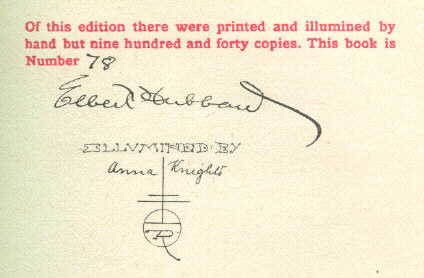 Of this edition there were printed and illumined by
hand but nine hundred and forty copies. This book is
Number 78
Elbert Hubbard
ILLUMINED BY
Anna Knights
R